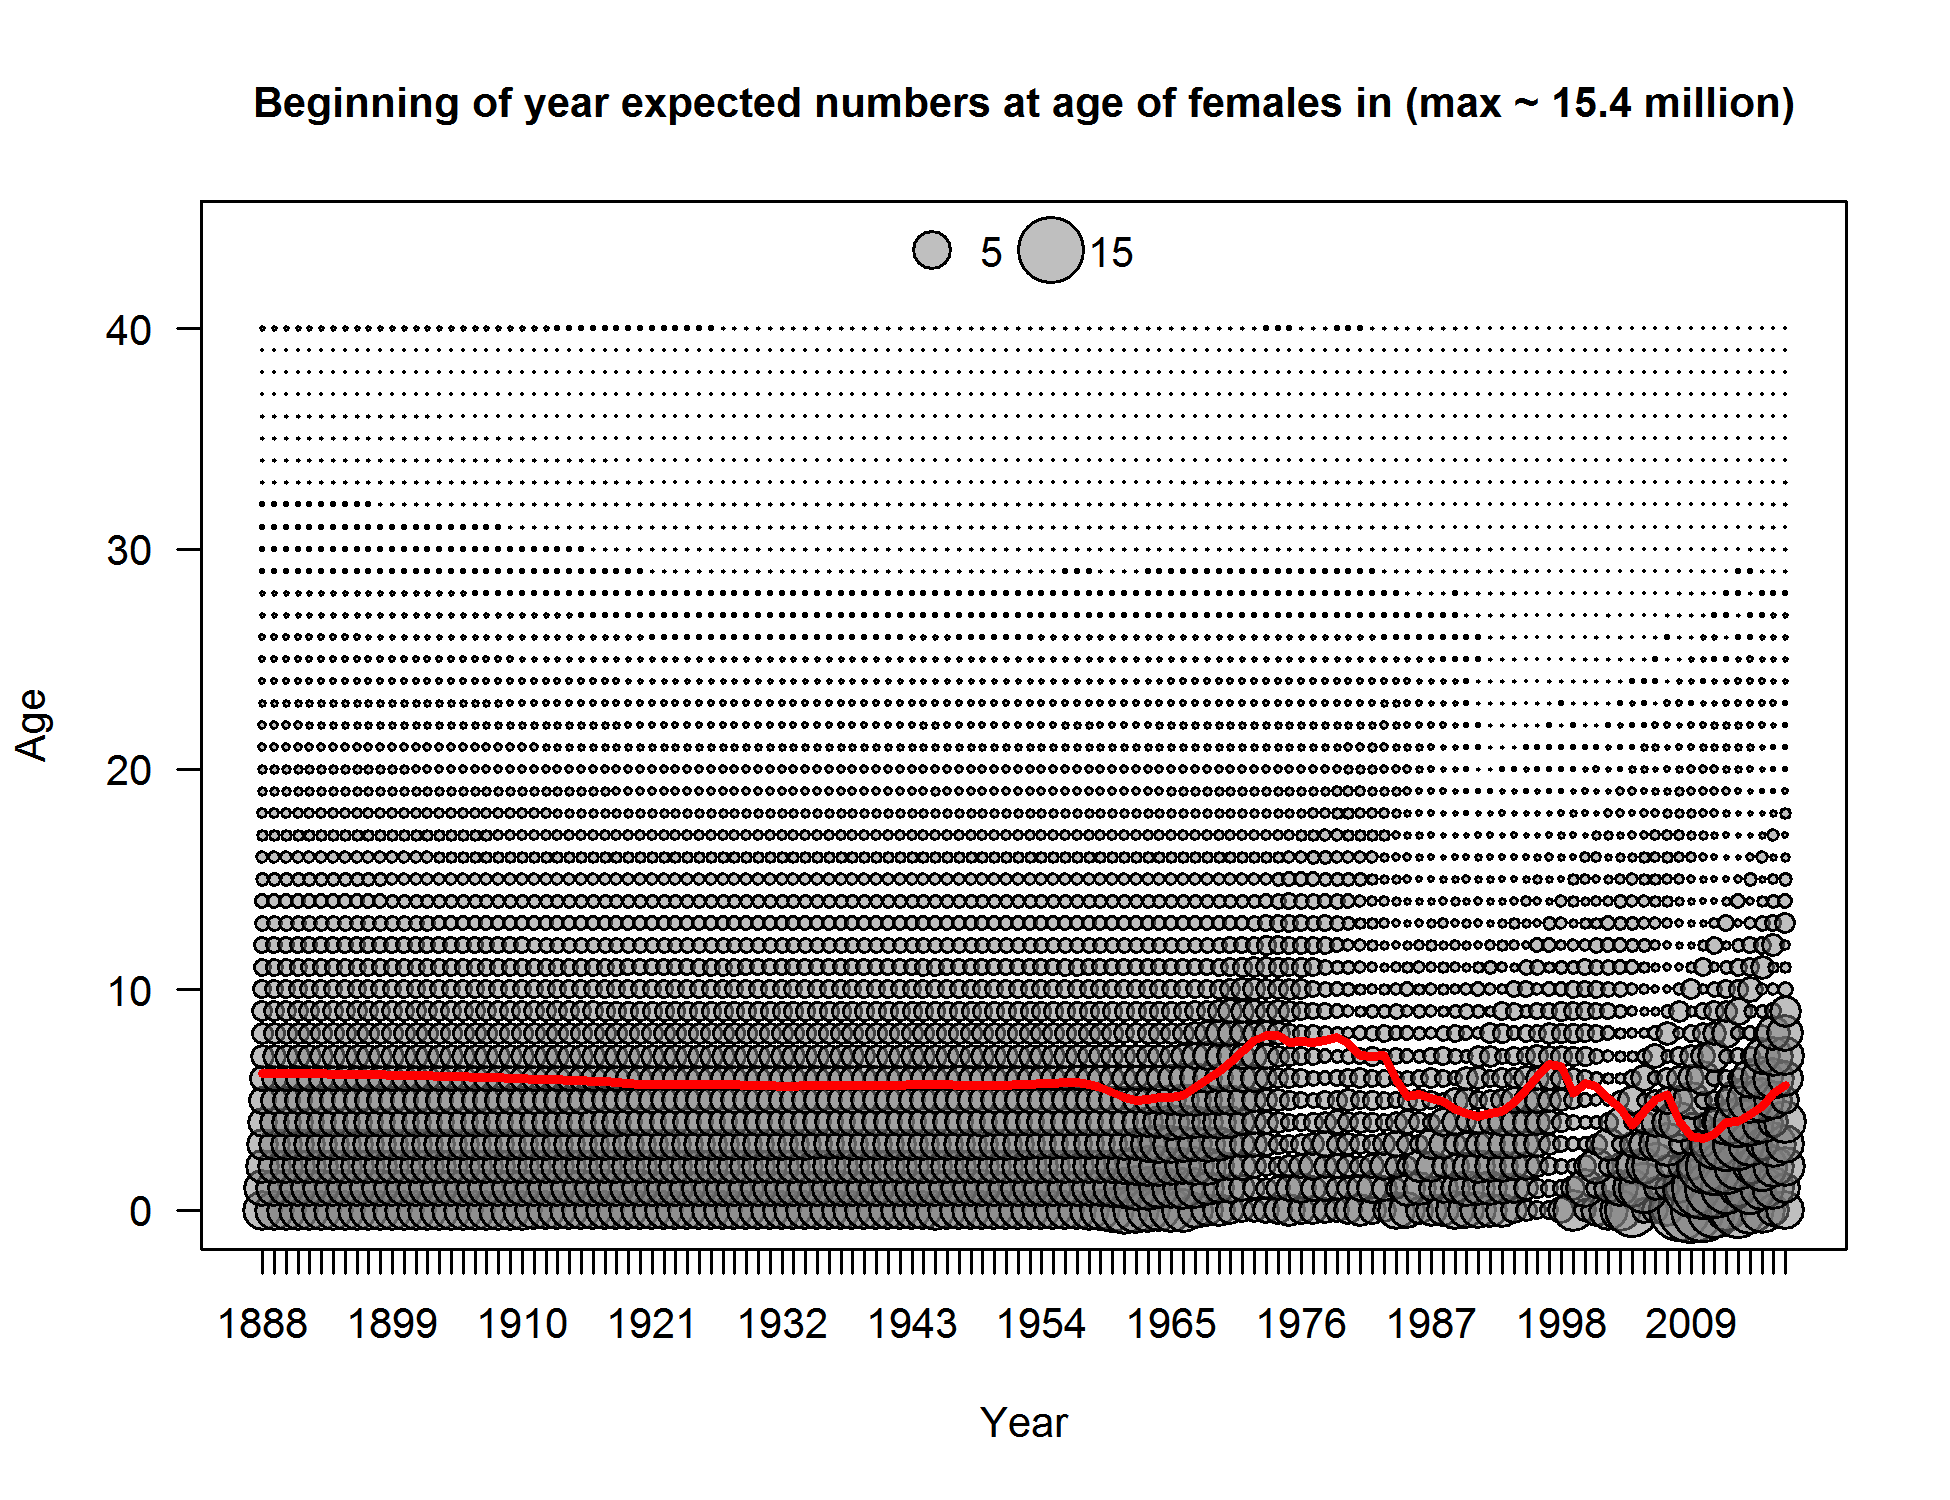 Beginning of year expected numbers at age of females in (max ~ 15.4 million)
5 15
40
30
20
10
0
Age
1888 1899 1910 1921 1932 1943 1954 1965 1976 1987 1998 2009
Year